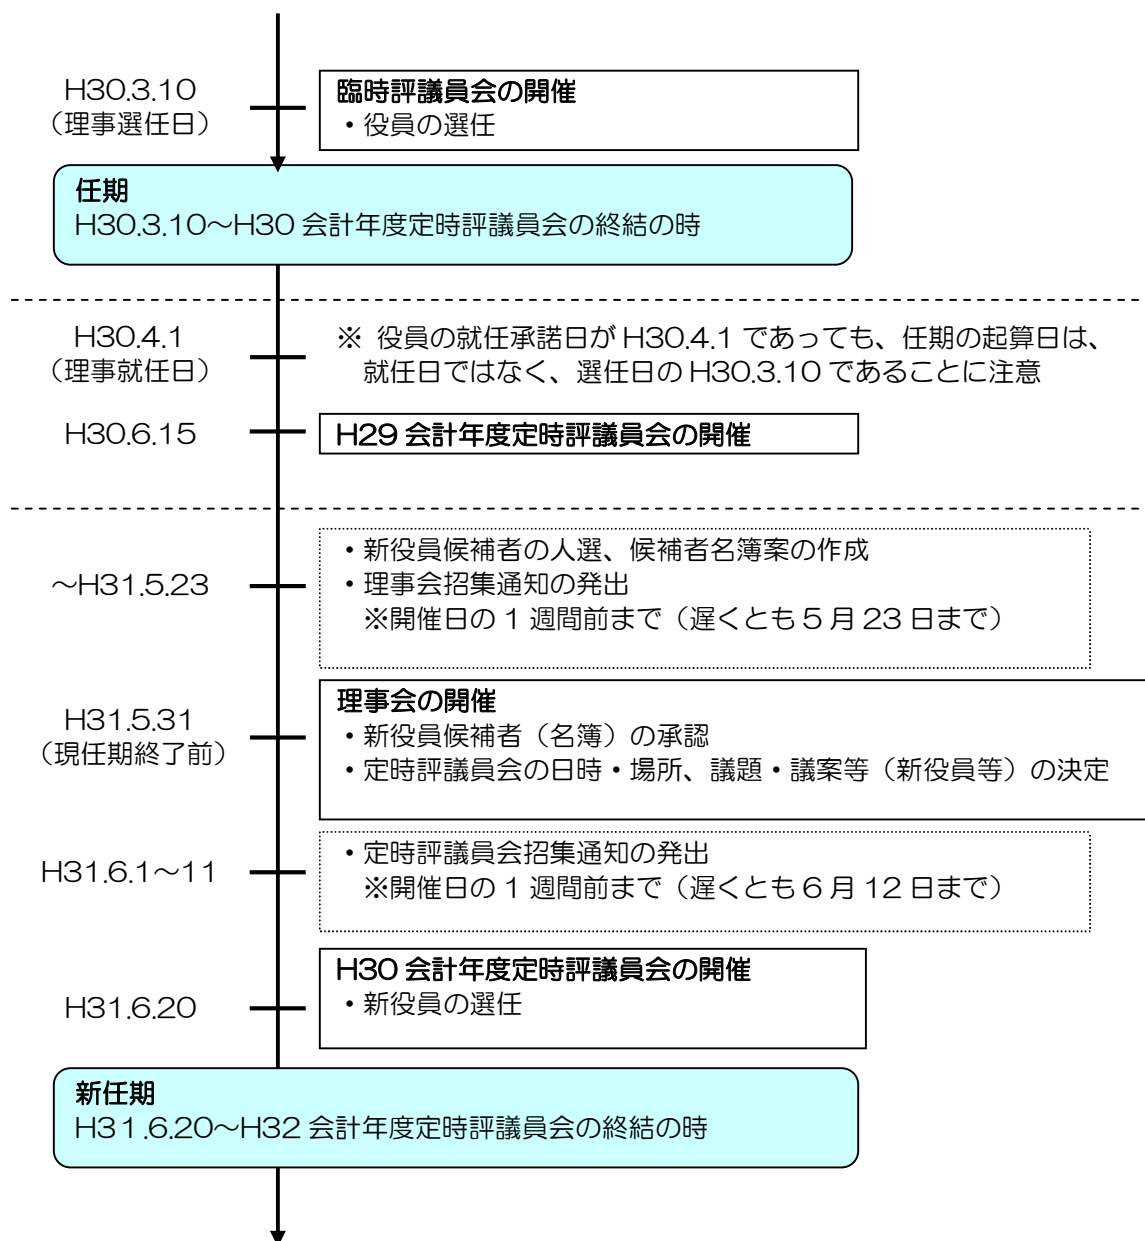 H30.3.10
（理事選任日）
臨時評議員会の開催
・役員の選任
任期
H30.3.10～H30 会計年度定時評議員会の終結の時
H30.4.1
（理事就任日）
※ 役員の就任承諾日が H30.4.1 であっても、任期の起算日は、
就任日ではなく、選任日の H30.3.10 であることに注意
H30.6.15
H29 会計年度定時評議員会の開催
～H31.5.23
・新役員候補者の人選、候補者名簿案の作成
・理事会招集通知の発出
※開催日の 1 週間前まで（遅くとも 5 月 23 日まで）
H31.5.31
（現任期終了前）
理事会の開催
・新役員候補者（名簿）の承認
・定時評議員会の日時・場所、議題・議案等（新役員等）の決定
H31.6.1～11
・定時評議員会招集通知の発出
※開催日の 1 週間前まで（遅くとも 6 月 12 日まで）
H31.6.20
H30 会計年度定時評議員会の開催
・新役員の選任
新任期
H３１.6.20～H32 会計年度定時評議員会の終結の時